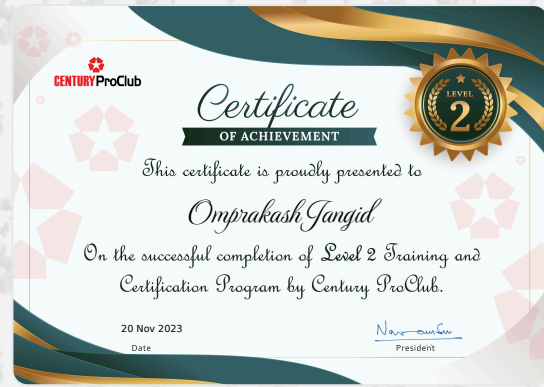 CENTURY ProClub
Certificate
OF ACHIEVEMENT
LEVEL
2
This certificate is proudly presented to
Omprakash Jangid
On the successful completion of Level 2 Training and
Certification Program by Century ProClub.
20 Nov 2023
Date
President